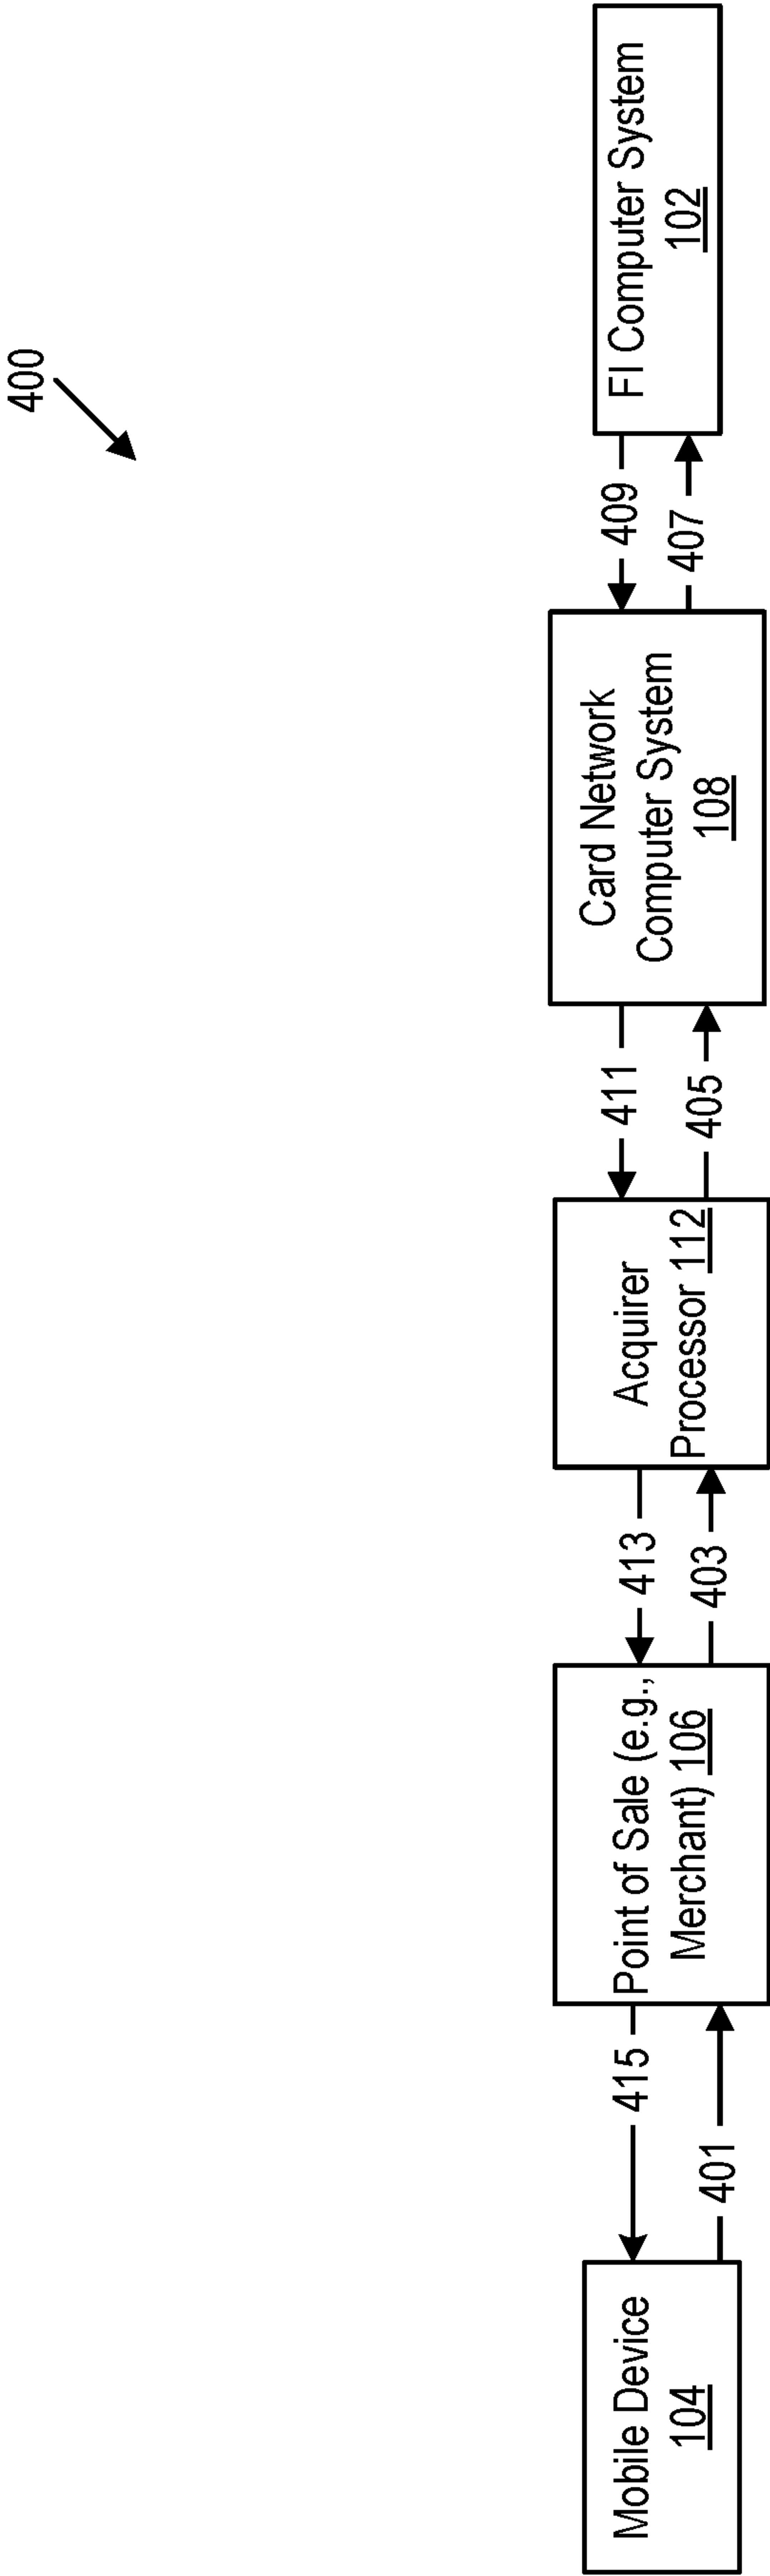 400
Mobile Device
104
415
401
Point of Sale (e.g.,
Merchant) 106
413
403
Acquirer
Processor 112
411
405
Card Network
Computer System
108
409
407
FI Computer System
102